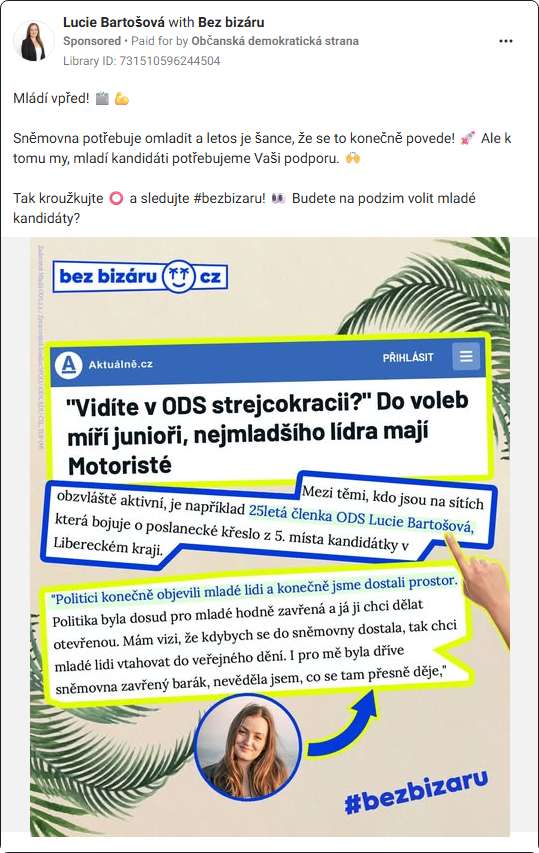 Lucie Bartošová with Bez bizáru
Sponsored • Paid for by Občanská demokratická strana
Library ID: 731510596244504
Mládí vpřed!
Sněmovna potřebuje omladit a letos je šance, že se to konečně povede! Ale k
tomu my, mladí kandidáti potřebujeme Vaši podporu.
Tak kroužkujte a sledujte #bezbizaru! Budete na podzim volit mladé
kandidáty?
bez bizáru cz
Aktuálně.cz
PŘIHLÁSIT
"Vidíte v ODS strejcokracii?" Do voleb
míří junioři, nejmladšího lídra mají
Motoristé
Mezi těmi, kdo jsou na sítích
obzvláště aktivní, je například 25letá členka ODS Lucie Bartošová,
která bojuje o poslanecké křeslo z 5. místa kandidátky v
Libereckém kraji.
"Politici konečně objevili mladé lidi a konečně jsme dostali prostor.
Politika byla dosud pro mladé hodně zavřená a já ji chci dělat
otevřenou. Mám vizi, že kdybych se do sněmovny dostala, tak chci
mladé lidi vtahovat do veřejného dění. I pro mě byla dříve
sněmovna zavřený barák, nevěděla jsem, co se tam přesně děje,"
#bezbizaru